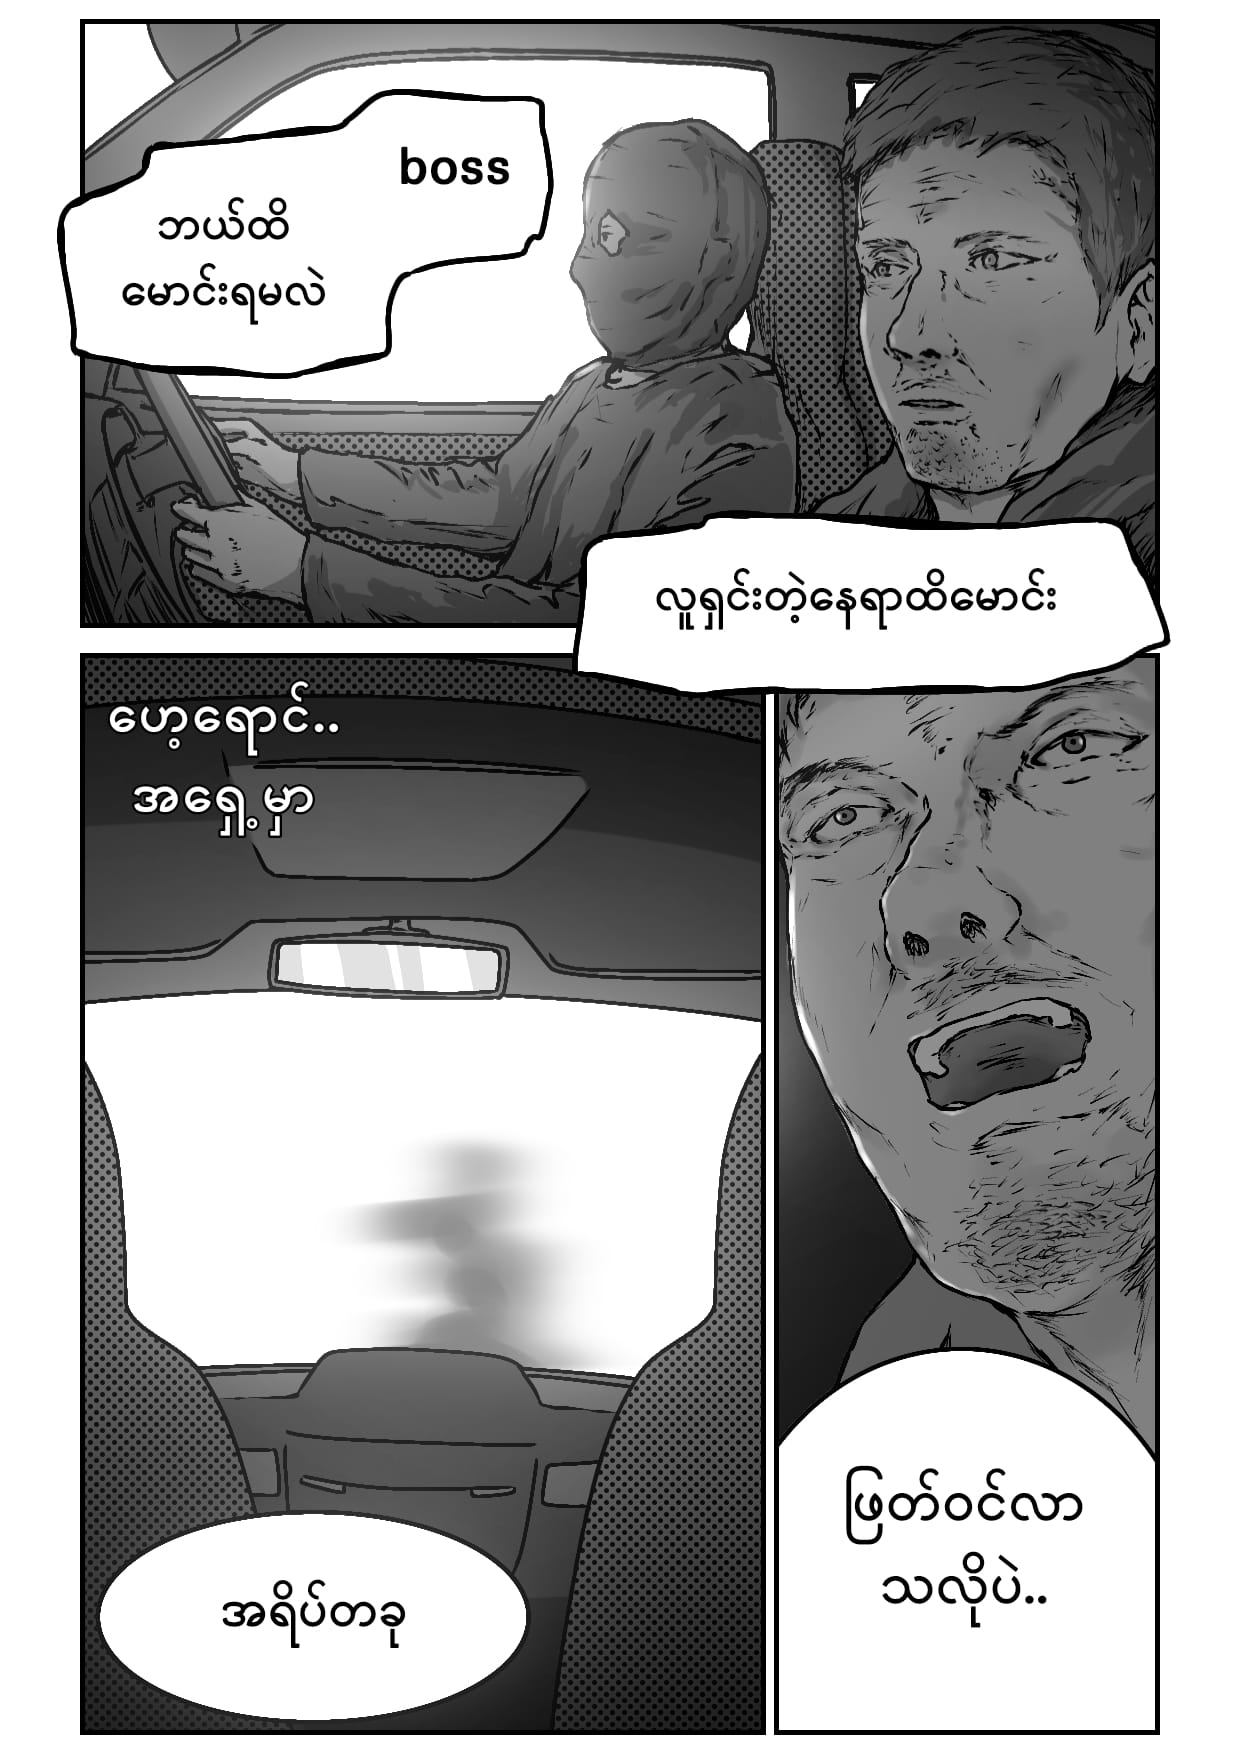 boss
ဘယ်ထိ
မောင်းရမလဲ
လူရှင်းတဲ့နေရာထိမောင်း
ဟေ့ရောင်..
အရှေ့မှာ
အရိပ်တခု
ဖြတ်ဝင်လာ
သလိုပဲ..